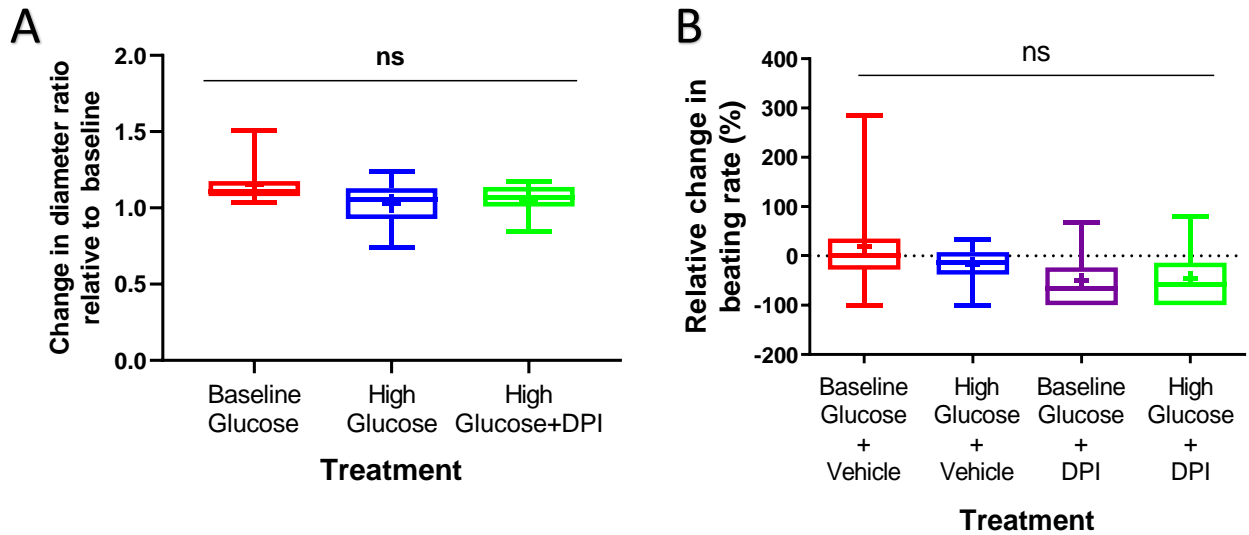 A
Change in diameter ratio
relative to baseline
2.0
1.5
1.0
0.5
0.0
ns
Baseline
Glucose
High
Glucose
High
Glucose+DPI
Treatment
B
Relative change in
beating rate (%)
400
300
200
100
0
-100
-200
ns
Baseline
Glucose
+
Vehicle
High
Glucose
+
Vehicle
Baseline
Glucose
+
DPI
High
Glucose
+
DPI
Treatment